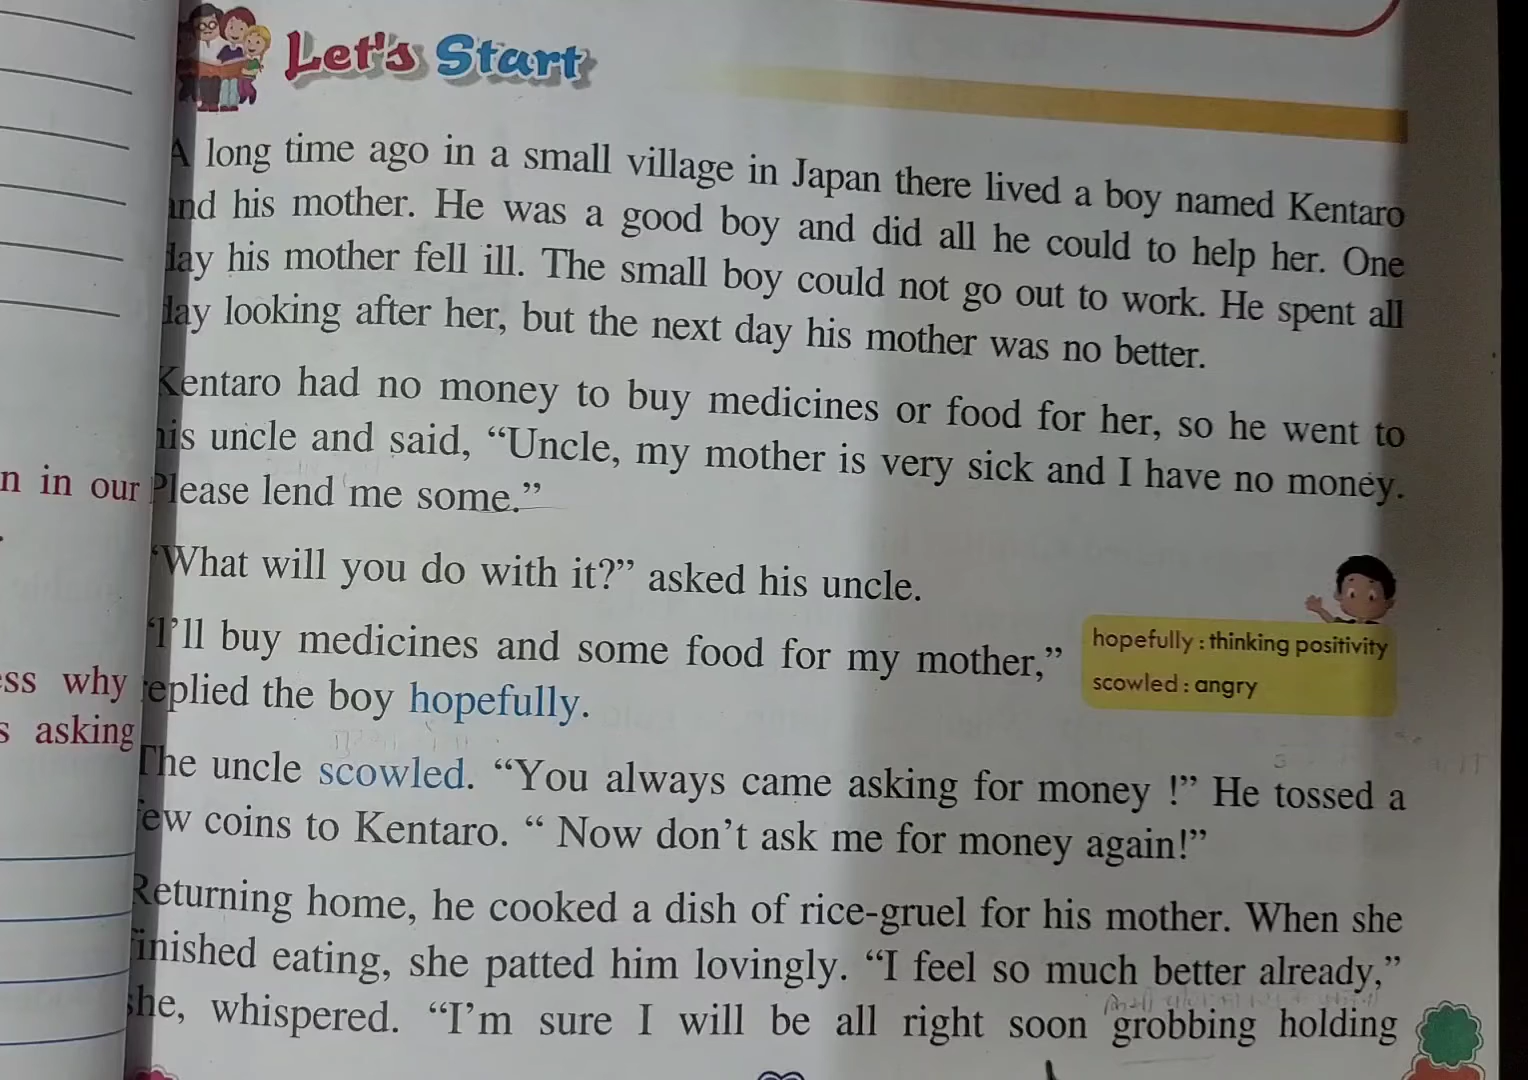 Let's Start
A long time ago in a small village in Japan there lived a boy named Kentaro
and his mother. He was a good boy and did all he could to help her. One
day his mother fell ill. The small boy could not go out to work. He spent all
day looking after her, but the next day his mother was no better.
Kentaro had no money to buy medicines or food for her, so he went to
his uncle and said, “Uncle, my mother is very sick and I have no money.
n in our
Please lend me some.”
“What will you do with it?” asked his uncle.
“I’ll buy medicines and some food for my mother,”
hopefully : thinking positivity
scowled : angry
ess why
replied the boy hopefully.
s asking
The uncle scowled. “You always came asking for money !” He tossed a
few coins to Kentaro. “ Now don’t ask me for money again!”
Returning home, he cooked a dish of rice-gruel for his mother. When she
finished eating, she patted him lovingly. “I feel so much better already,”
she, whispered. “I’m sure I will be all right soon grobbing holding